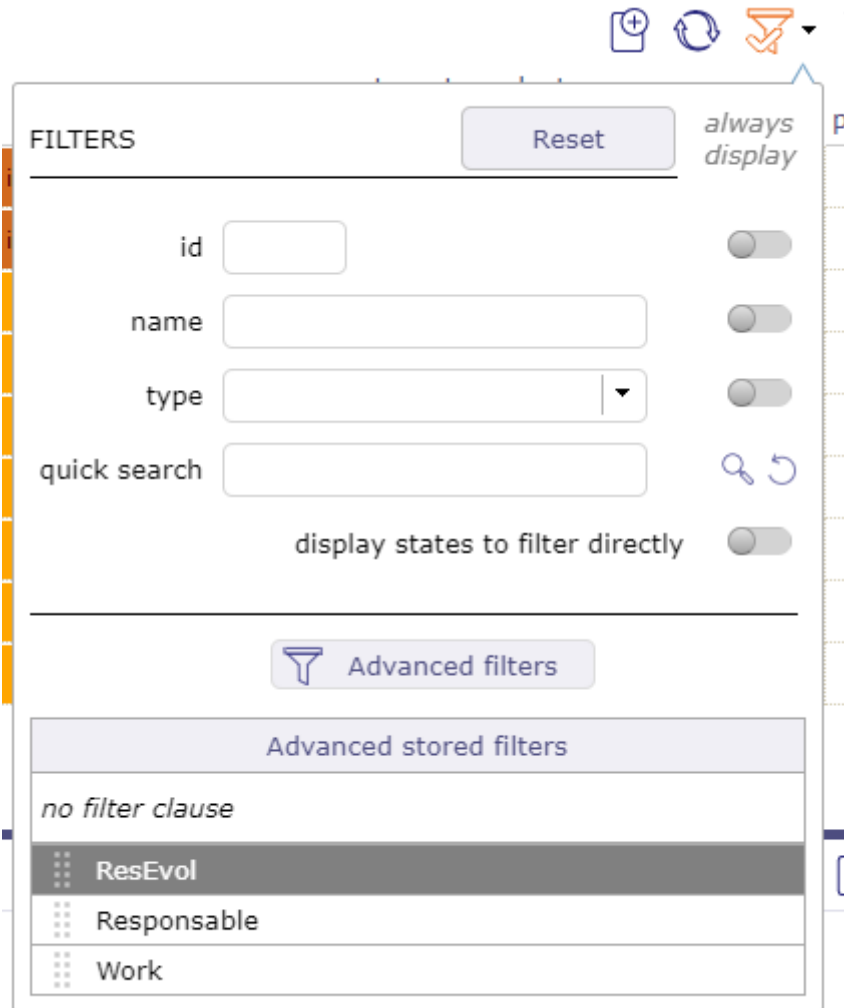 FILTERS
Reset
always
display
id
name
type
quick search
display states to filter directly
Advanced filters
Advanced stored filters
no filter clause
ResEvol
Responsable
Work